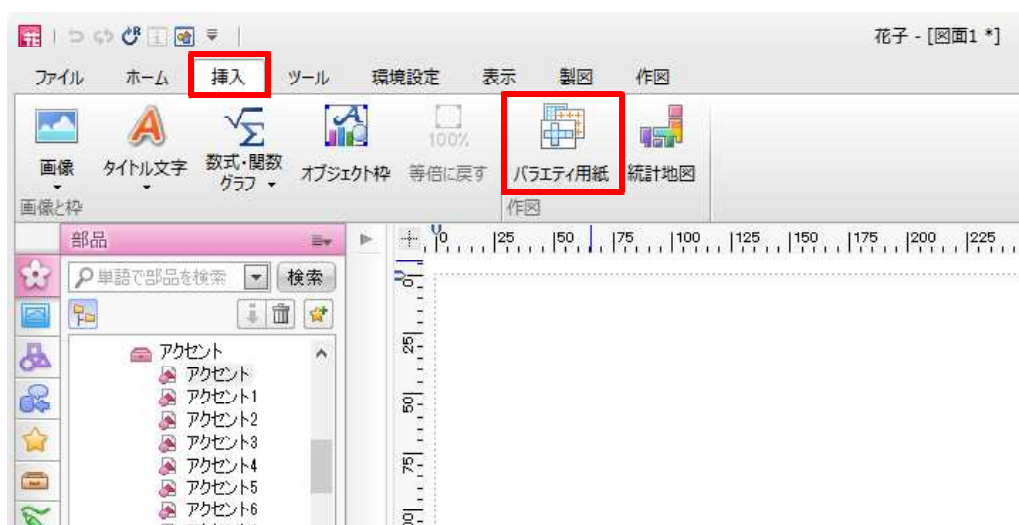 花 花子 - [図面1 *]
ファイル ホーム 挿入 ツール 環境設定 表示 製図 作図
画像 タイトル文字 数式・関数 グラフ オブジェクト枠 100% 等倍に戻す バラエティ用紙 統計地図
画像と枠 作図
部品 0 25 50 75 100 125 150 175 200 225
単語で部品を検索 検索 0
アクセント 25
アクセント
アクセント1
アクセント2 50
アクセント3
アクセント4 75
アクセント5
アクセント6